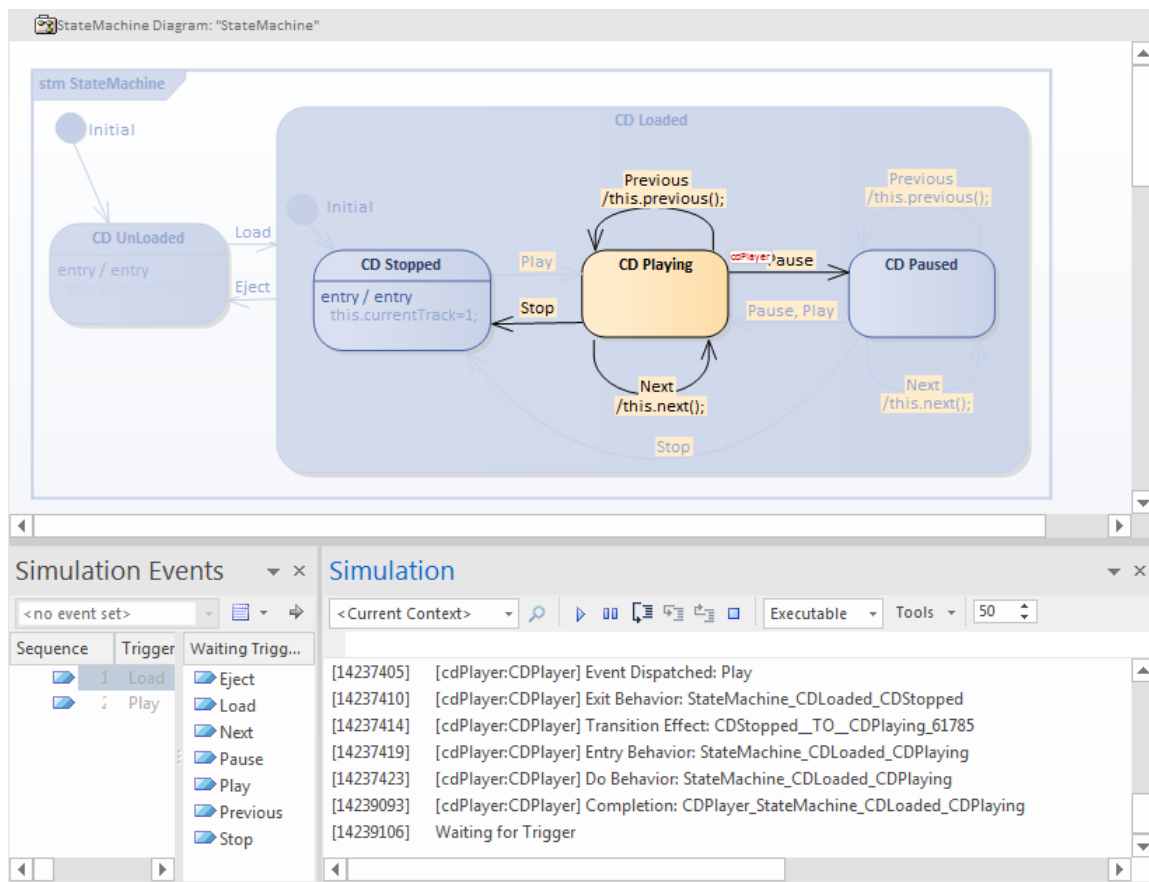 StateMachine Diagram: "StateMachine"
stm StateMachine
Initial
CD Loaded
Previous
/this.previous();
Previous
/this.previous();
Initial
CD UnLoaded
entry / entry
Load
Eject
CD Stopped
entry / entry
this.currentTrack=1;
Play
Stop
CD Playing
cdPlayer
Pause
Pause, Play
CD Paused
Next
/this.next();
Next
/this.next();
Stop
Simulation Events
<no event set>
Sequence Trigger Waiting Trigg...
1 Load
2 Play
Eject
Load
Next
Pause
Play
Previous
Stop
Simulation
<Current Context> Executable Tools 50
[14237405] [cdPlayer:CDPlayer] Event Dispatched: Play
[14237410] [cdPlayer:CDPlayer] Exit Behavior: StateMachine_CDLoaded_CDStopped
[14237414] [cdPlayer:CDPlayer] Transition Effect: CDStopped__TO__CDPlaying_61785
[14237419] [cdPlayer:CDPlayer] Entry Behavior: StateMachine_CDLoaded_CDPlaying
[14237423] [cdPlayer:CDPlayer] Do Behavior: StateMachine_CDLoaded_CDPlaying
[14239093] [cdPlayer:CDPlayer] Completion: CDPlayer_StateMachine_CDLoaded_CDPlaying
[14239106] Waiting for Trigger